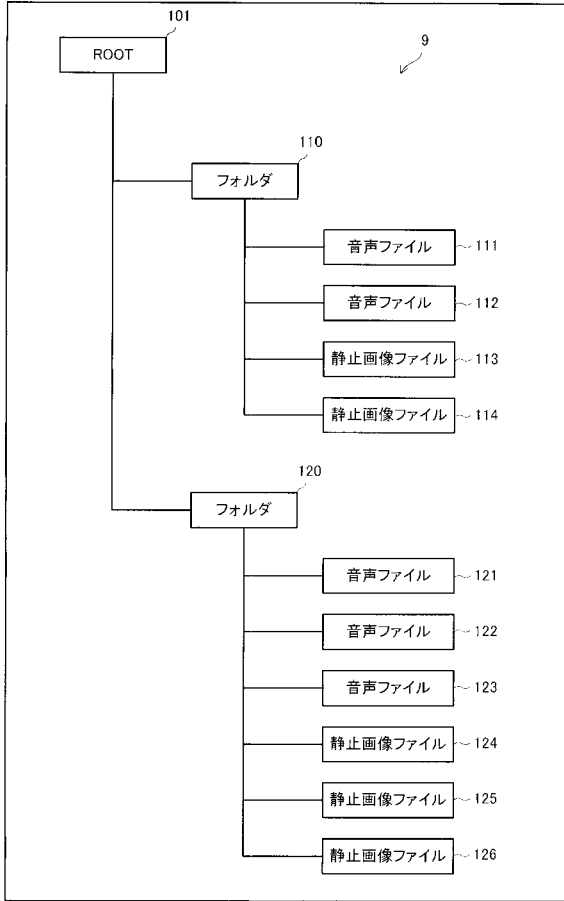 101
ROOT
9
110
フォルダ
音声ファイル 111
音声ファイル 112
静止画像ファイル 113
静止画像ファイル 114
120
フォルダ
音声ファイル 121
音声ファイル 122
音声ファイル 123
静止画像ファイル 124
静止画像ファイル 125
静止画像ファイル 126